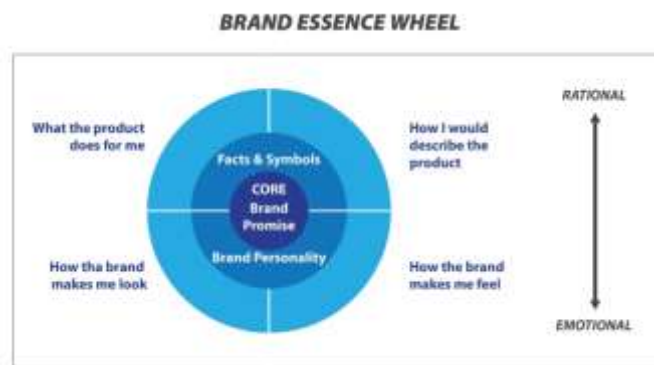 BRAND ESSENCE WHEEL
RATIONAL
What the product
does for me
How I would
describe the
product
Facts & Symbols
CORE
Brand
Promise
Brand Personality
How tha brand
makes me look
How the brand
makes me feel
EMOTIONAL